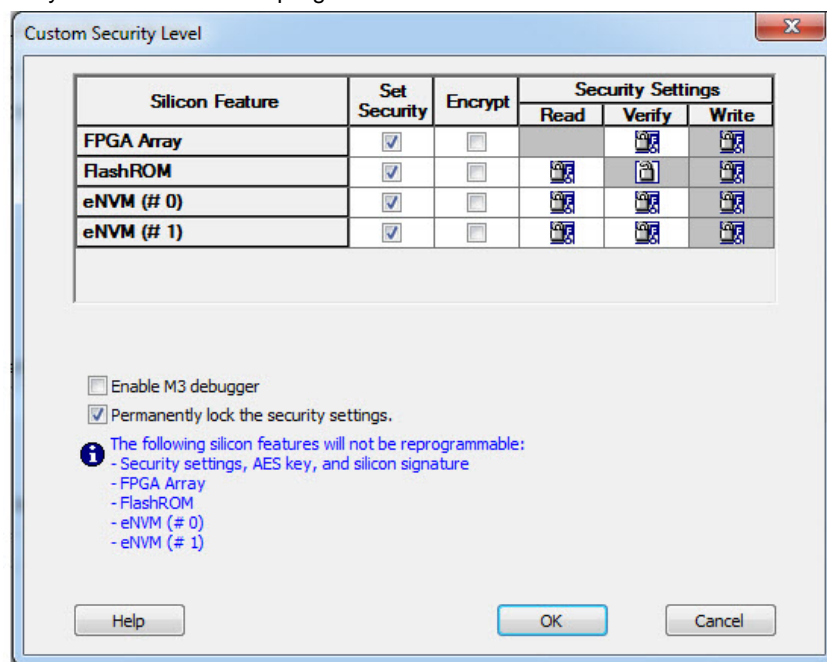 Custom Security Level
Silicon Feature Set Security Encrypt Security Settings
Read Verify Write
FPGA Array
FlashROM
eNVM (# 0)
eNVM (# 1)
Enable M3 debugger
Permanently lock the security settings.
The following silicon features will not be reprogrammable:
- Security settings, AES key, and silicon signature
- FPGA Array
- FlashROM
- eNVM (# 0)
- eNVM (# 1)
Help OK Cancel